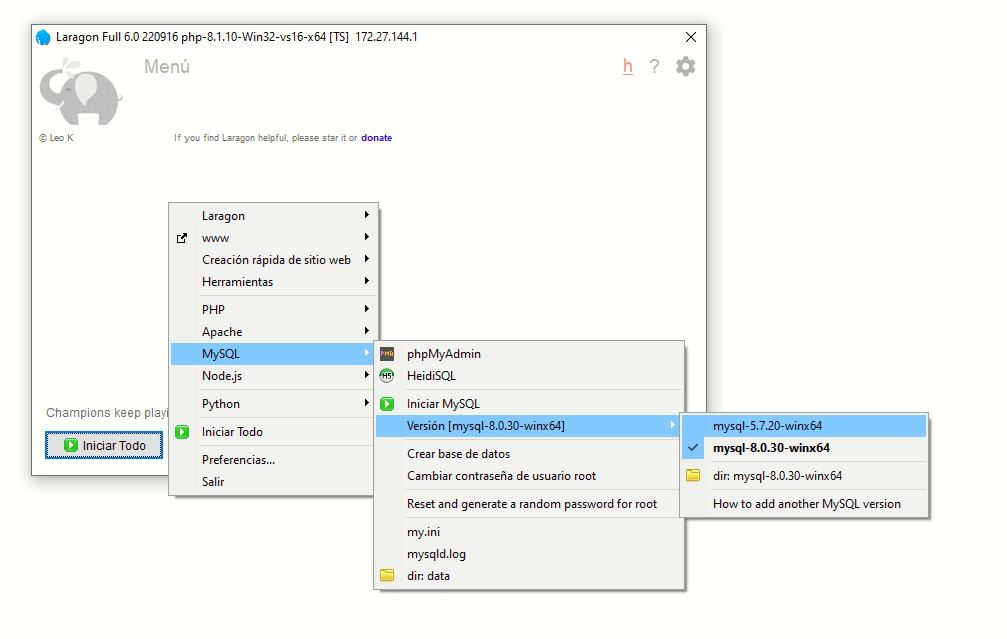 Laragon Full 6.0 220916 php-8.1.10-Win32-vs16-x64 [TS]  172.27.144.1
Menú
h ?
© Leo K
If you find Laragon helpful, please star it or donate
Laragon
www
Creación rápida de sitio web
Herramientas
PHP
Apache
MySQL
Node.js
Python
Iniciar Todo
Preferencias...
Salir
PMA phpMyAdmin
HS HeidiSQL
Iniciar MySQL
Versión [mysql-8.0.30-winx64]
Crear base de datos
Cambiar contraseña de usuario root
Reset and generate a random password for root
my.ini
mysqld.log
dir: data
mysql-5.7.20-winx64
mysql-8.0.30-winx64
dir: mysql-8.0.30-winx64
How to add another MySQL version
Champions keep playi
Iniciar Todo